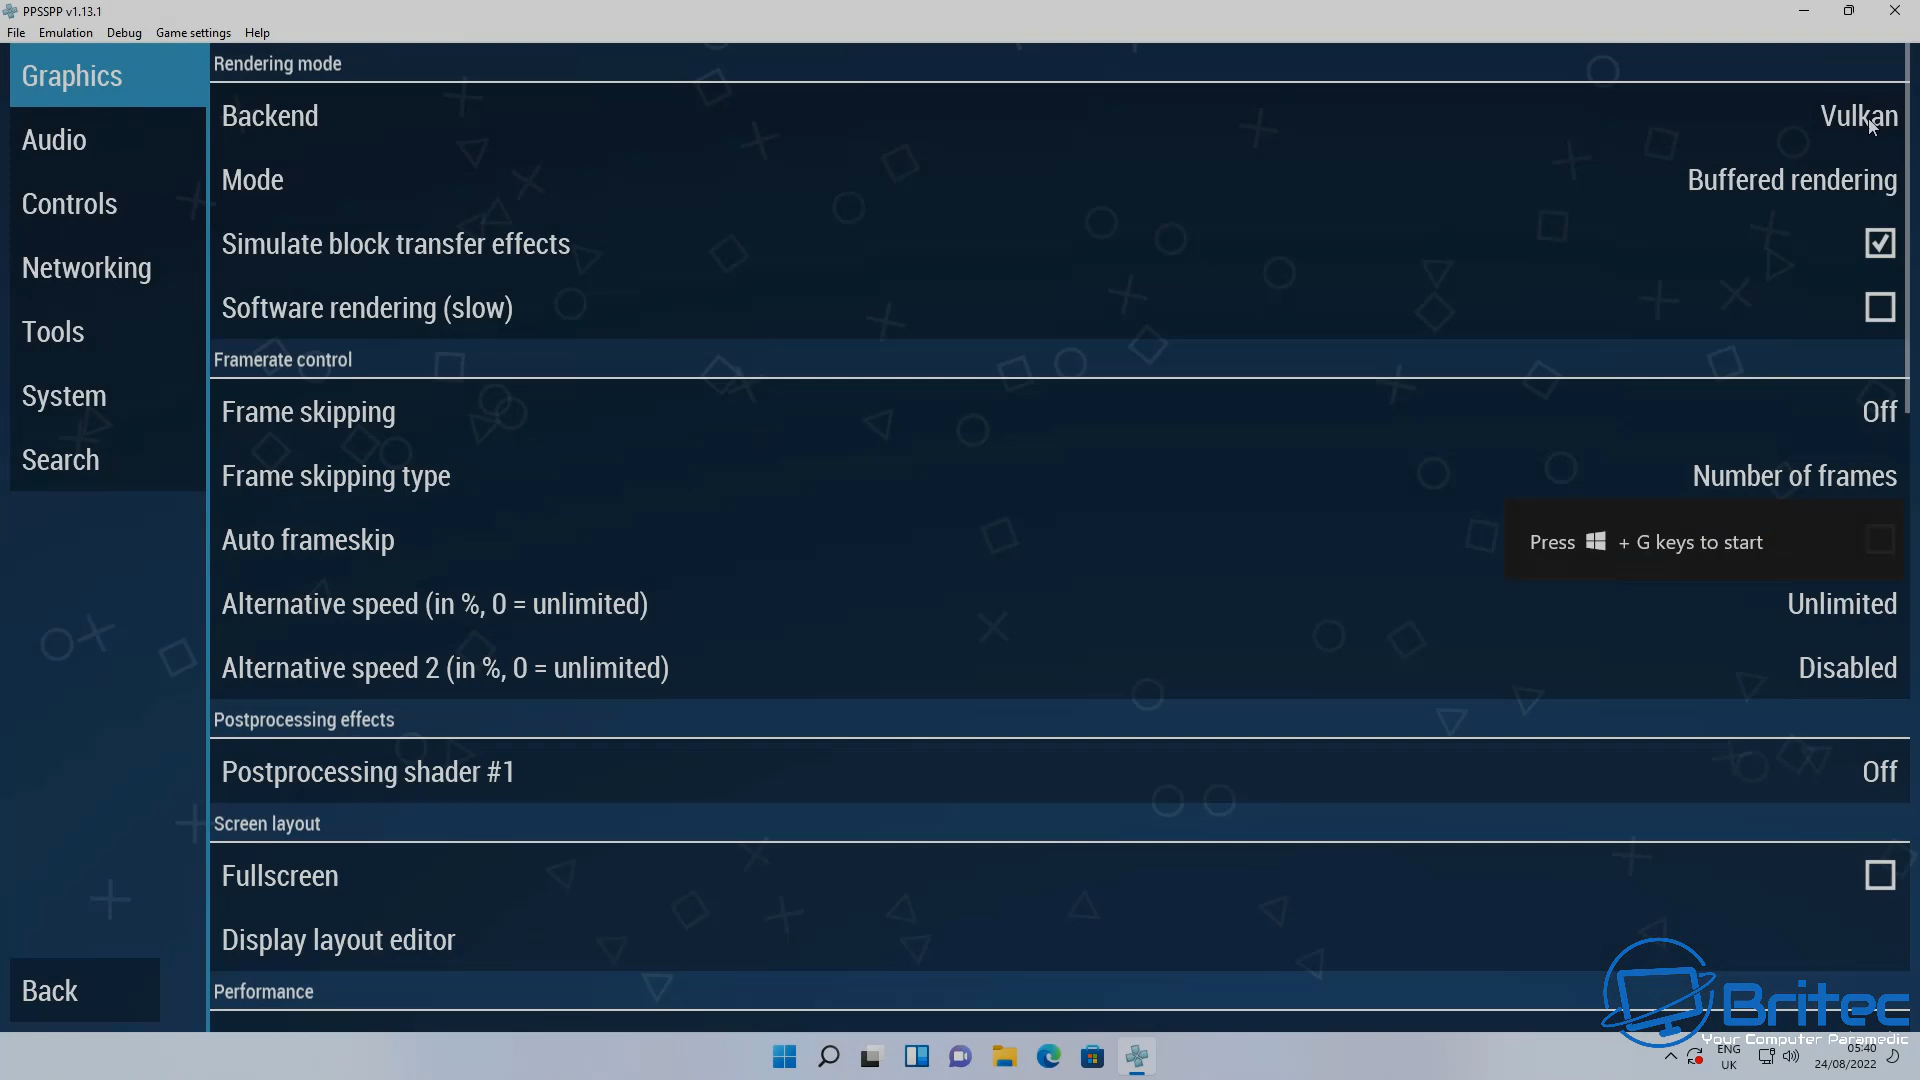 PPSSPP v1.13.1
File Emulation Debug Game settings Help
Graphics
Audio
Controls
Networking
Tools
System
Search
Back
Rendering mode
Backend Vulkan
Mode Buffered rendering
Simulate block transfer effects
Software rendering (slow)
Framerate control
Frame skipping Off
Frame skipping type Number of frames
Auto frameskip
Press + G keys to start
Alternative speed (in %, 0 = unlimited) Unlimited
Alternative speed 2 (in %, 0 = unlimited) Disabled
Postprocessing effects
Postprocessing shader #1 Off
Screen layout
Fullscreen
Display layout editor
Performance
Britec
Your Computer Paramedic
ENG
UK
05:40
24/08/2022